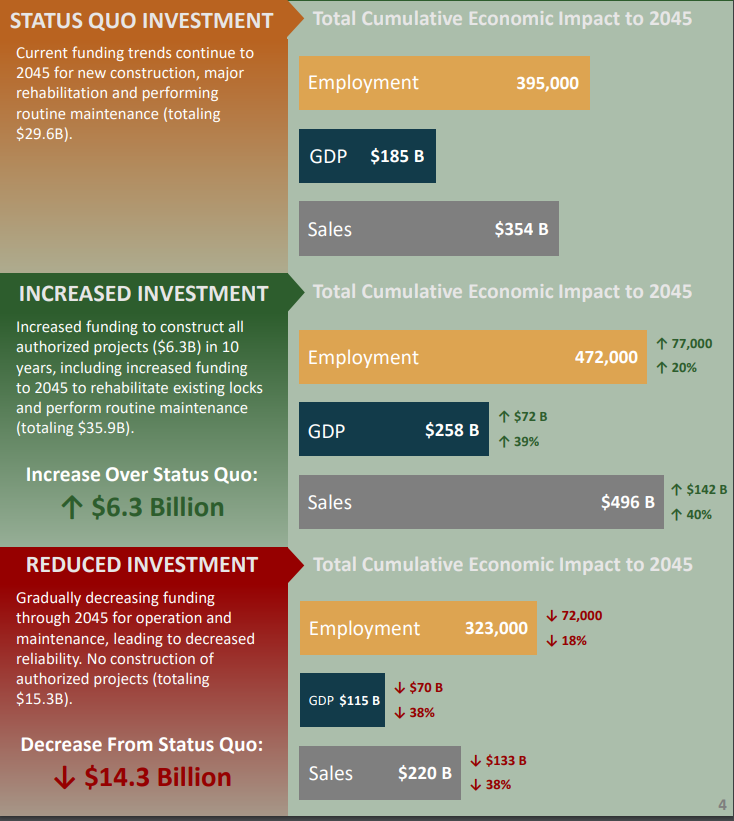 STATUS QUO INVESTMENT
Current funding trends continue to
2045 for new construction, major
rehabilitation and performing
routine maintenance (totaling
$29.6B).
Total Cumulative Economic Impact to 2045
Employment 395,000
GDP $185 B
Sales $354 B
INCREASED INVESTMENT
Increased funding to construct all
authorized projects ($6.3B) in 10
years, including increased funding
to 2045 to rehabilitate existing locks
and perform routine maintenance
(totaling $35.9B).
Increase Over Status Quo:
↑ $6.3 Billion
Total Cumulative Economic Impact to 2045
Employment 472,000
↑ 77,000
↑ 20%
GDP $258 B
↑ $72 B
↑ 39%
Sales $496 B
↑ $142 B
↑ 40%
REDUCED INVESTMENT
Gradually decreasing funding
through 2045 for operation and
maintenance, leading to decreased
reliability. No construction of
authorized projects (totaling
$15.3B).
Decrease From Status Quo:
↓ $14.3 Billion
Total Cumulative Economic Impact to 2045
Employment 323,000
↓ 72,000
↓ 18%
GDP $115 B
↓ $70 B
↓ 38%
Sales $220 B
↓ $133 B
↓ 38%
4